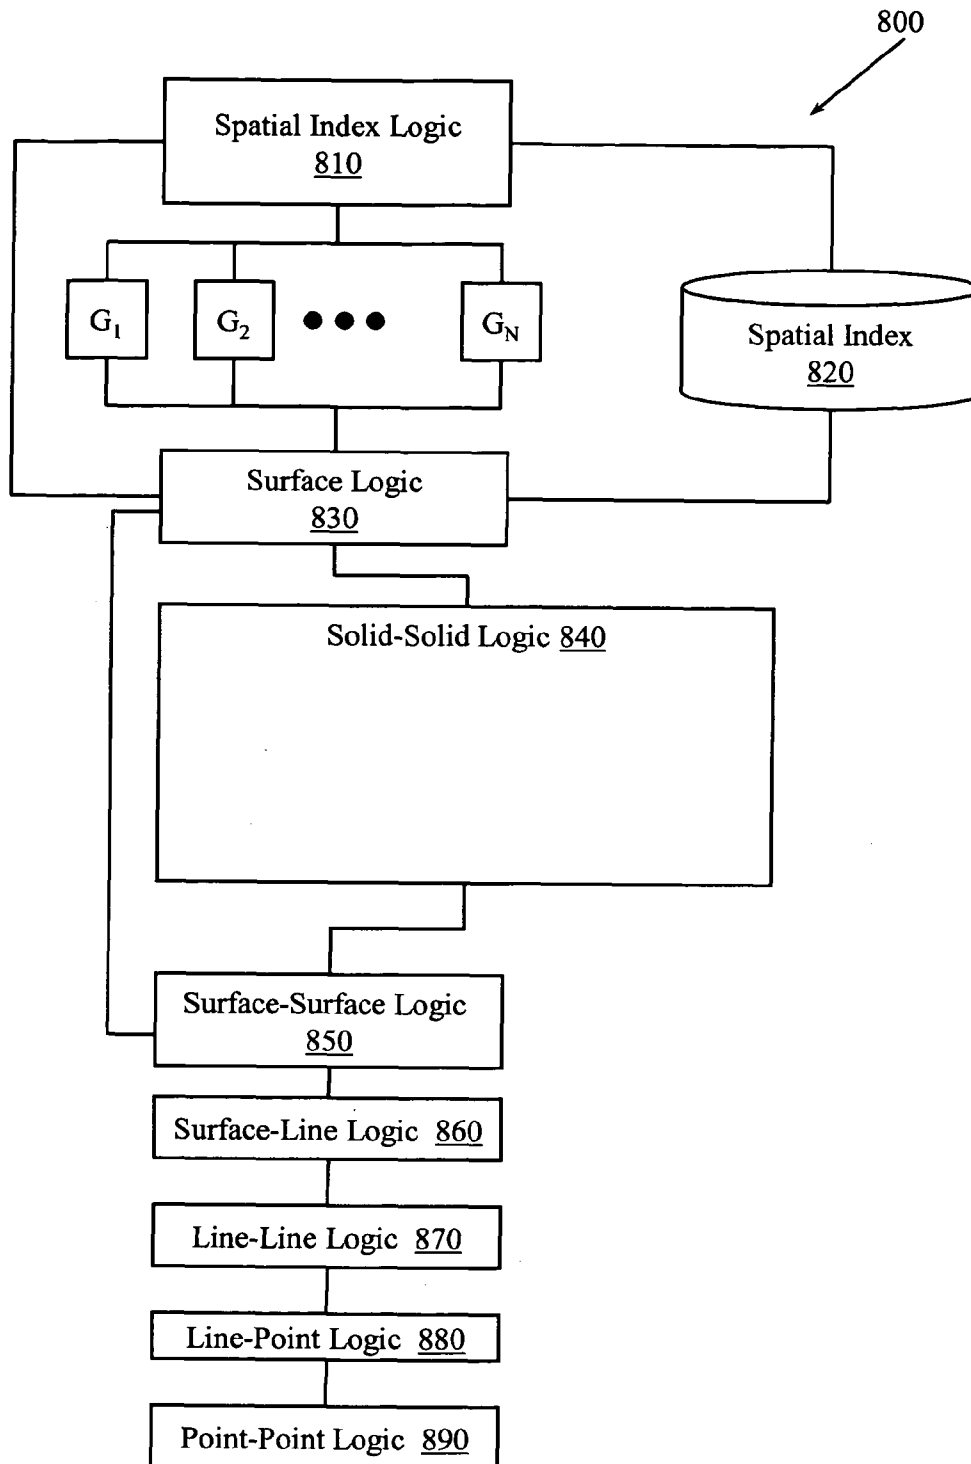 800
Spatial Index Logic
810
G1 G2 ●●● GN
Spatial Index
820
Surface Logic
830
Solid-Solid Logic 840
Surface-Surface Logic
850
Surface-Line Logic 860
Line-Line Logic 870
Line-Point Logic 880
Point-Point Logic 890